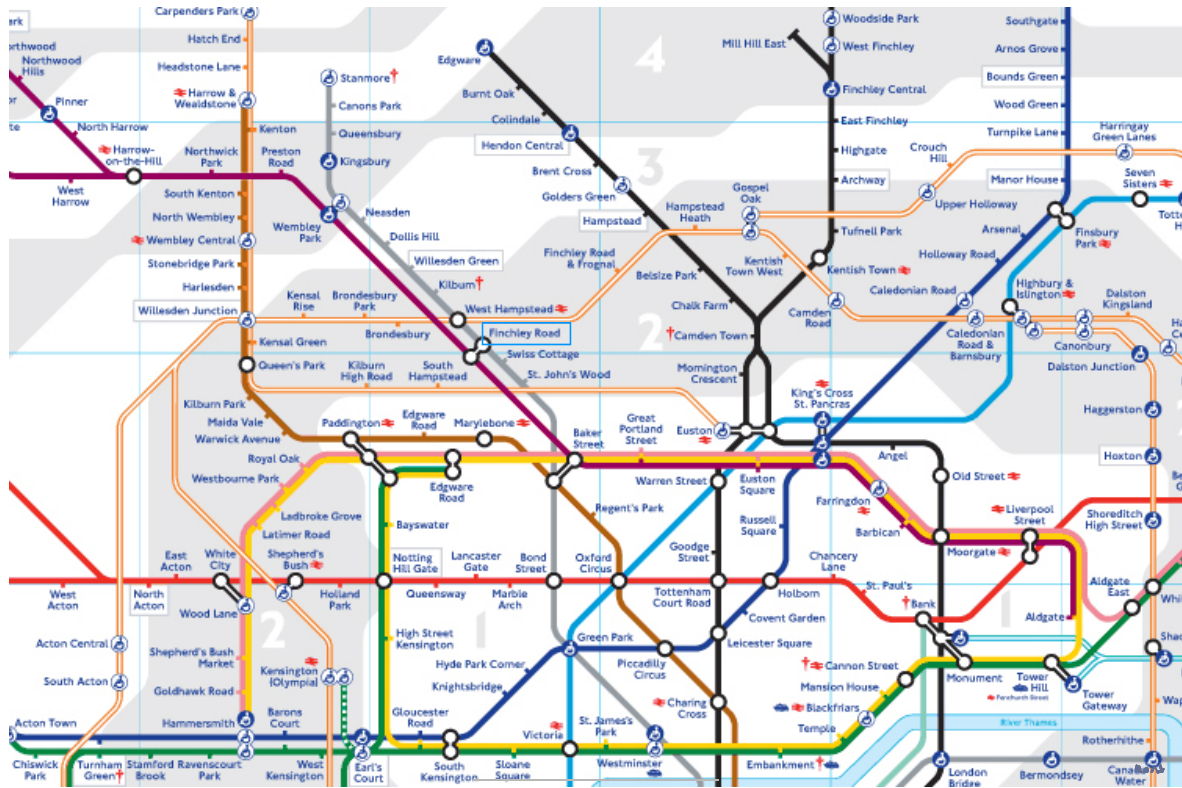 Carpenders Park
Hatch End
Headstone Lane
Harrow &
Wealdstone
Kenton
Northwood
Hills
Pinner
North Harrow
Harrow-
on-the-Hill
West
Harrow
Northwick
Park
Preston
Road
South Kenton
North Wembley
Wembley Central
Stonebridge Park
Harlesden
Willesden Junction
Kensal Green
Queen's Park
Kilburn Park
Maida Vale
Warwick Avenue
Royal Oak
Westbourne Park
Ladbroke Grove
Latimer Road
Stanmore†
Canons Park
Queensbury
Kingsbury
Wembley
Park
Neasden
Dollis Hill
Willesden Green
Kilburn†
West Hampstead
Finchley Road
Swiss Cottage
St. John's Wood
Kensal
Rise
Brondesbury
Park
Brondesbury
Kilburn
High Road
South
Hampstead
Edgware
Burnt Oak
Colindale
Hendon Central
Brent Cross
Golders Green
Hampstead
Hampstead
Heath
Finchley Road
& Frognal
Belsize Park
Chalk Farm
†Camden Town
Mornington
Crescent
4
3
2
Mill Hill East
Woodside Park
West Finchley
Finchley Central
East Finchley
Highgate
Archway
Tufnell Park
Kentish Town
Gospel
Oak
Kentish
Town West
Camden
Road
Crouch
Hill
Upper Holloway
Harringay
Green Lanes
Southgate
Arnos Grove
Bounds Green
Wood Green
Turnpike Lane
Manor House
Seven
Sisters
Finsbury
Park
Arsenal
Holloway Road
Caledonian Road
Highbury &
Islington
Caledonian
Road &
Barnsbury
Canonbury
Dalston
Kingsland
Dalston Junction
Haggerston
Hoxton
Shoreditch
High Street
Paddington
Edgware
Road
Marylebone
Edgware
Road
Baker
Street
Great
Portland
Street
Euston
King's Cross
St. Pancras
Warren Street
Euston
Square
Angel
Old Street
Farringdon
Barbican
Moorgate
Liverpool
Street
Regent's Park
Russell
Square
Goodge
Street
Bayswater
East
Acton
White
City
Shepherd's
Bush
Wood Lane
West
Acton
North
Acton
Holland
Park
Notting
Hill Gate
Queensway
Lancaster
Gate
Marble
Arch
Bond
Street
Oxford
Circus
Tottenham
Court Road
Holborn
Chancery
Lane
St. Paul's
†Bank
Aldgate
East
Aldgate
Acton Central
South Acton
2
1
1
Shepherd's Bush
Market
Goldhawk Road
Hammersmith
Kensington
(Olympia)
High Street
Kensington
Hyde Park Corner
Knightsbridge
Green Park
Piccadilly
Circus
Leicester Square
Covent Garden
Charing
Cross
† Cannon Street
Mansion House
† Blackfriars
Temple
Monument
Tower
Hill
Fenchurch Street
Tower
Gateway
Acton Town
Chiswick
Park
Turnham
Green†
Stamford
Brook
Ravenscourt
Park
Barons
Court
West
Kensington
Earl's
Court
Gloucester
Road
South
Kensington
Sloane
Square
Victoria
St. James's
Park
Westminster
Embankment †
River Thames
London
Bridge
Bermondsey
Rotherhithe
Canada
Water